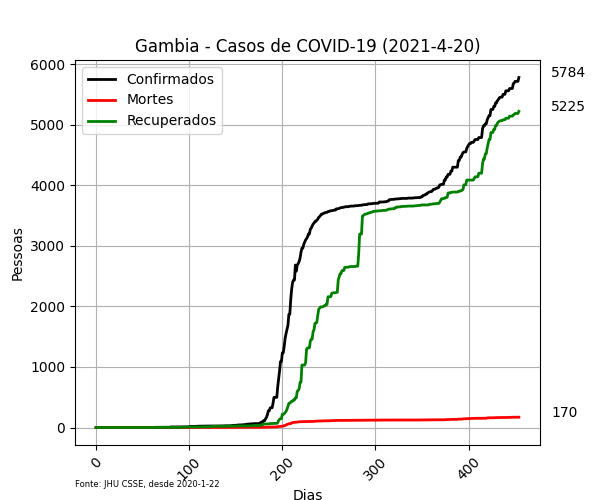 Gambia - Casos de COVID-19 (2021-4-20)
Confirmados
Mortes
Recuperados
6000
5000
4000
3000
2000
1000
0
Pessoas
5784
5225
170
0
100
200
300
400
Dias
Fonte: JHU CSSE, desde 2020-1-22